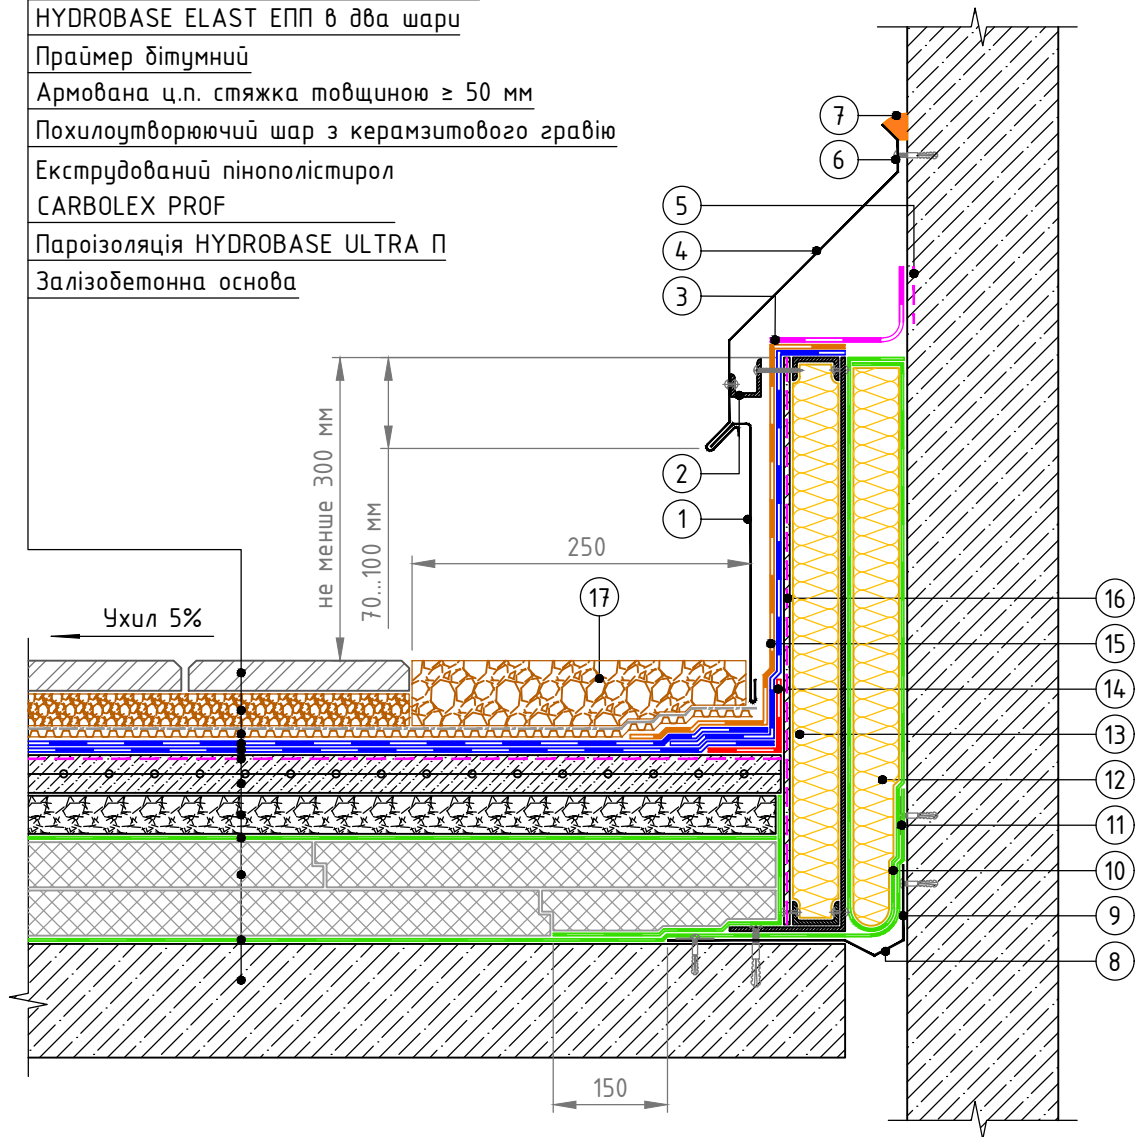 HYDROBASE ELAST ЕПП в два шари
Праймер бітумний
Армована ц.п. стяжка товщиною ≥ 50 мм
Похилоутворюючий шар з керамзитового гравію
Екструдований пінополістирол
CARBOLEX PROF
Пароізоляція HYDROBASE ULTRA П
Залізобетонна основа
7
6
5
4
3
2
1
не менше 300 мм
70...100 мм
250
17
Ухил 5%
16
15
14
13
12
11
10
9
8
150